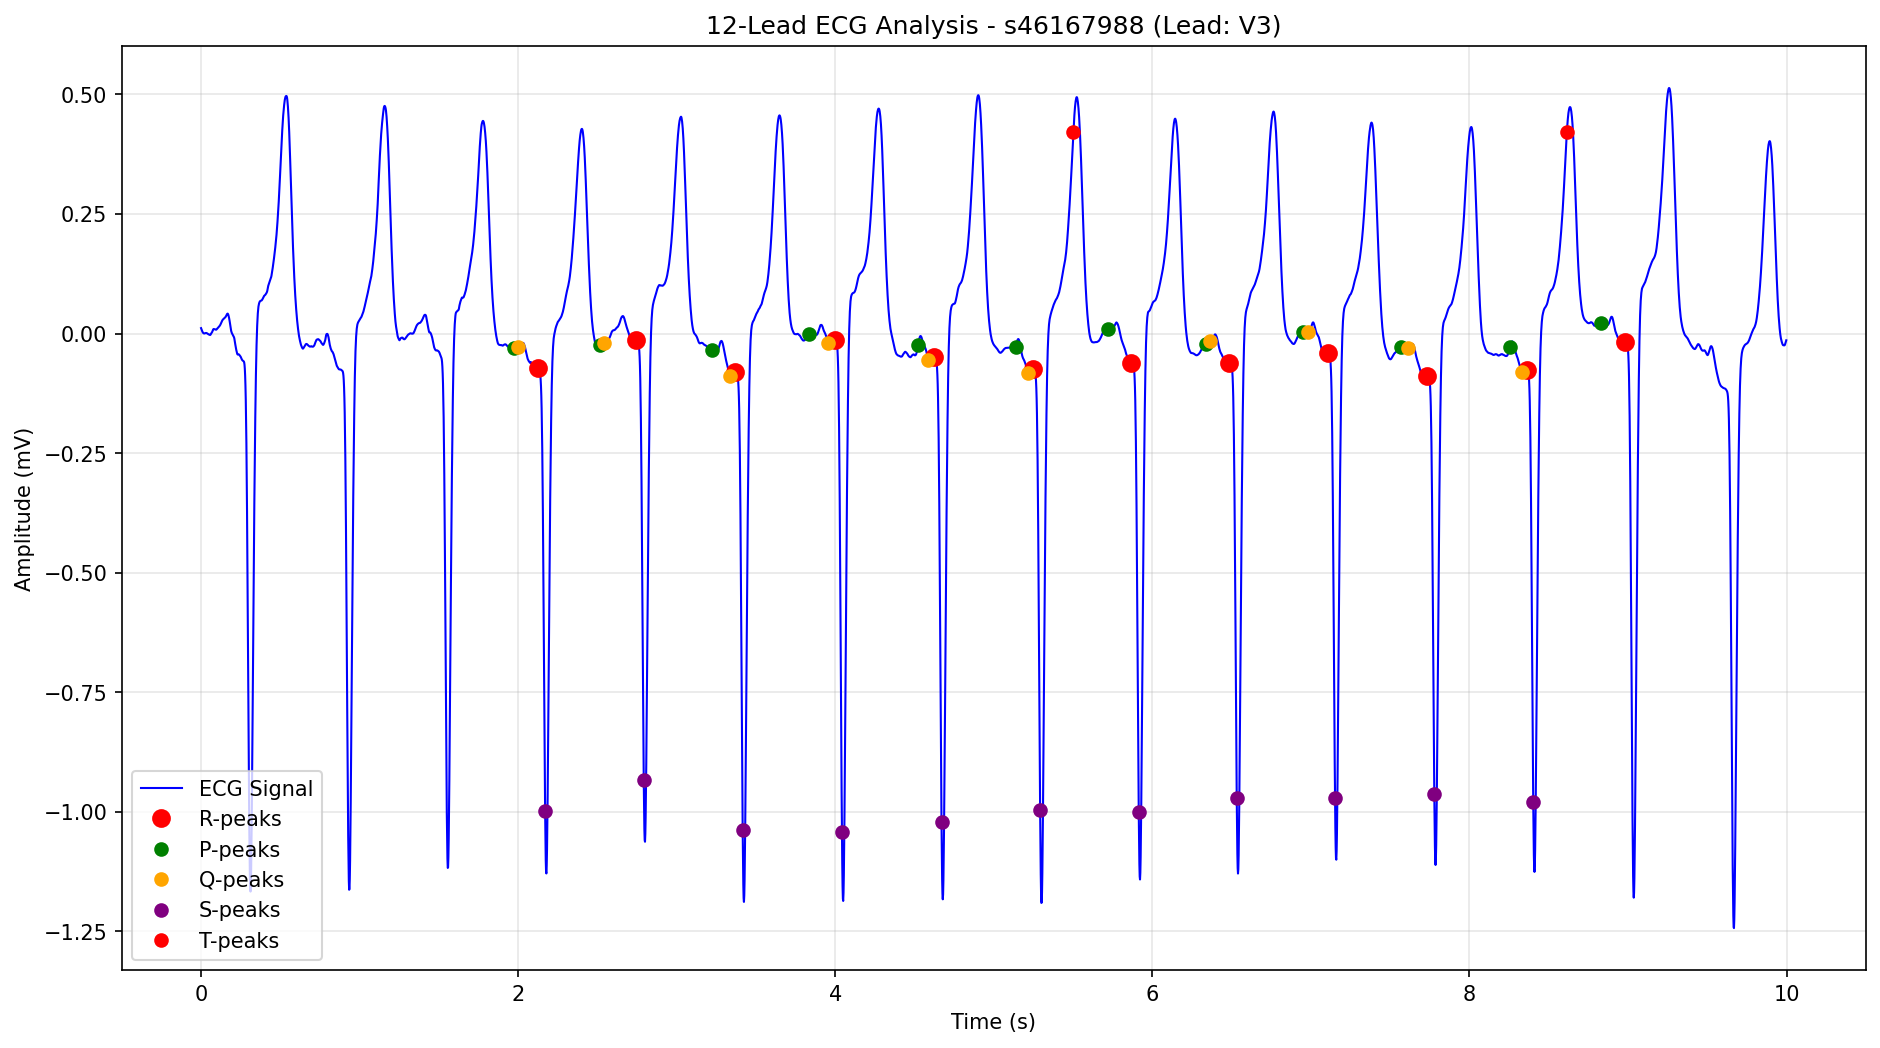 12-Lead ECG Analysis - s46167988 (Lead: V3)
Amplitude (mV)
0.50
0.25
0.00
−0.25
−0.50
−0.75
−1.00
−1.25
ECG Signal
R-peaks
P-peaks
Q-peaks
S-peaks
T-peaks
0 2 4 6 8 10
Time (s)